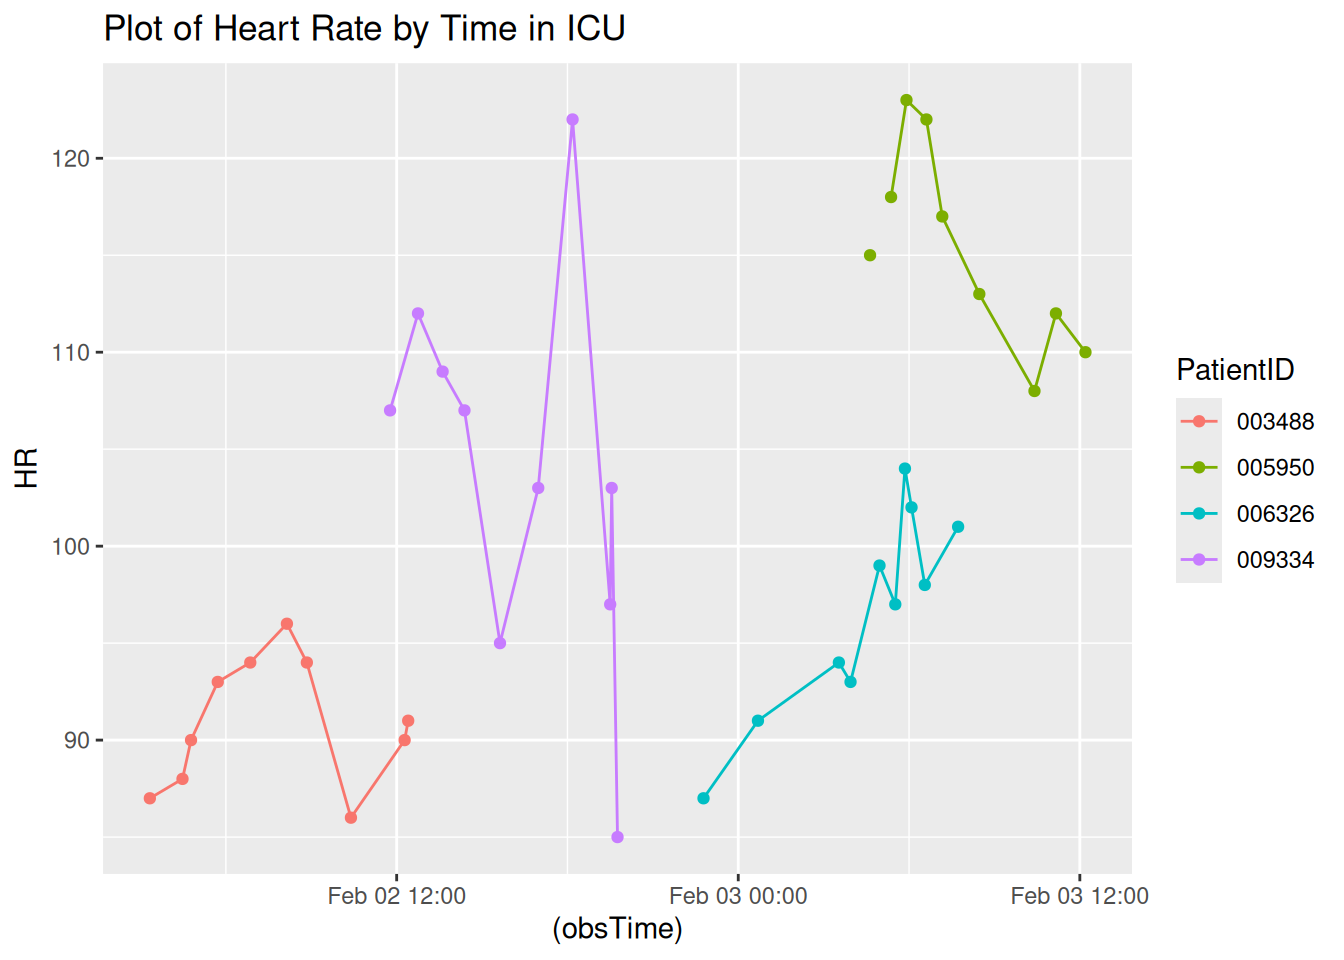 Plot of Heart Rate by Time in ICU
120
110
100
90
HR
Feb 02 12:00
Feb 03 00:00
Feb 03 12:00
(obsTime)
PatientID
003488
005950
006326
009334